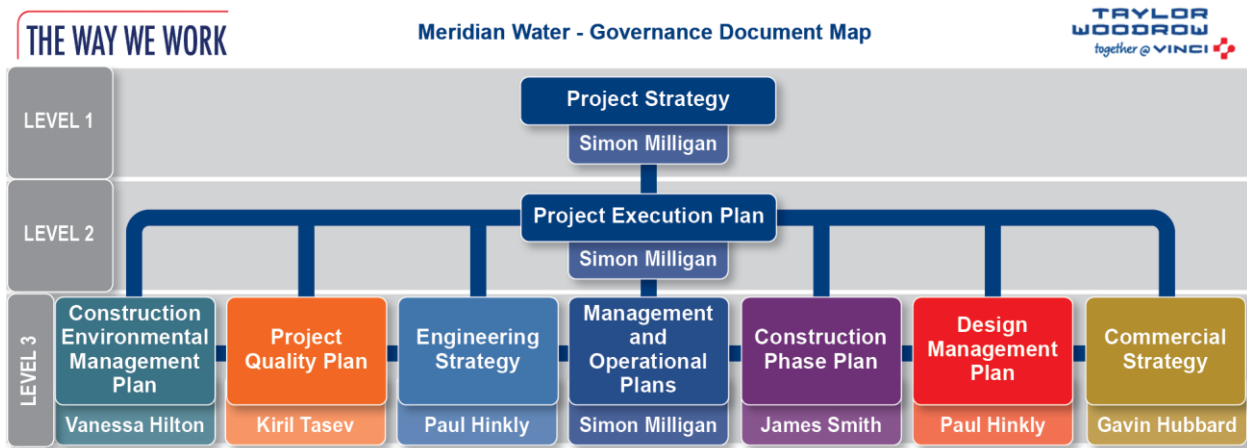 THE WAY WE WORK
Meridian Water - Governance Document Map
TAYLOR
WOODROW
together @ VINCI
LEVEL 1
Project Strategy
Simon Milligan
LEVEL 2
Project Execution Plan
Simon Milligan
LEVEL 3
Construction
Environmental
Management
Plan
Vanessa Hilton
Project
Quality Plan
Kiril Tasev
Engineering
Strategy
Paul Hinkly
Management
and
Operational
Plans
Simon Milligan
Construction
Phase Plan
James Smith
Design
Management
Plan
Paul Hinkly
Commercial
Strategy
Gavin Hubbard